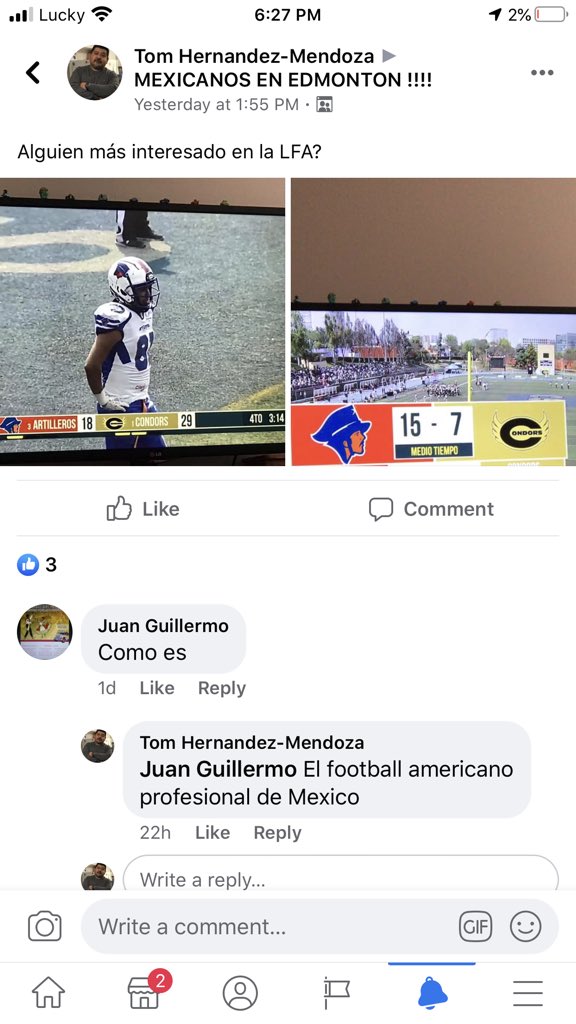 Lucky
6:27 PM
2%
Tom Hernandez-Mendoza
MEXICANOS EN EDMONTON !!!!
Yesterday at 1:55 PM ·
Alguien más interesado en la LFA?
3 ARTILLEROS 18 1 CONDORS 29 4TO 3:14
15 - 7
MEDIO TIEMPO
CONDORS
Like
Comment
3
Juan Guillermo
Como es
1d Like Reply
Tom Hernandez-Mendoza
Juan Guillermo El football americano
profesional de Mexico
22h Like Reply
Write a reply...
Write a comment...
GIF
2